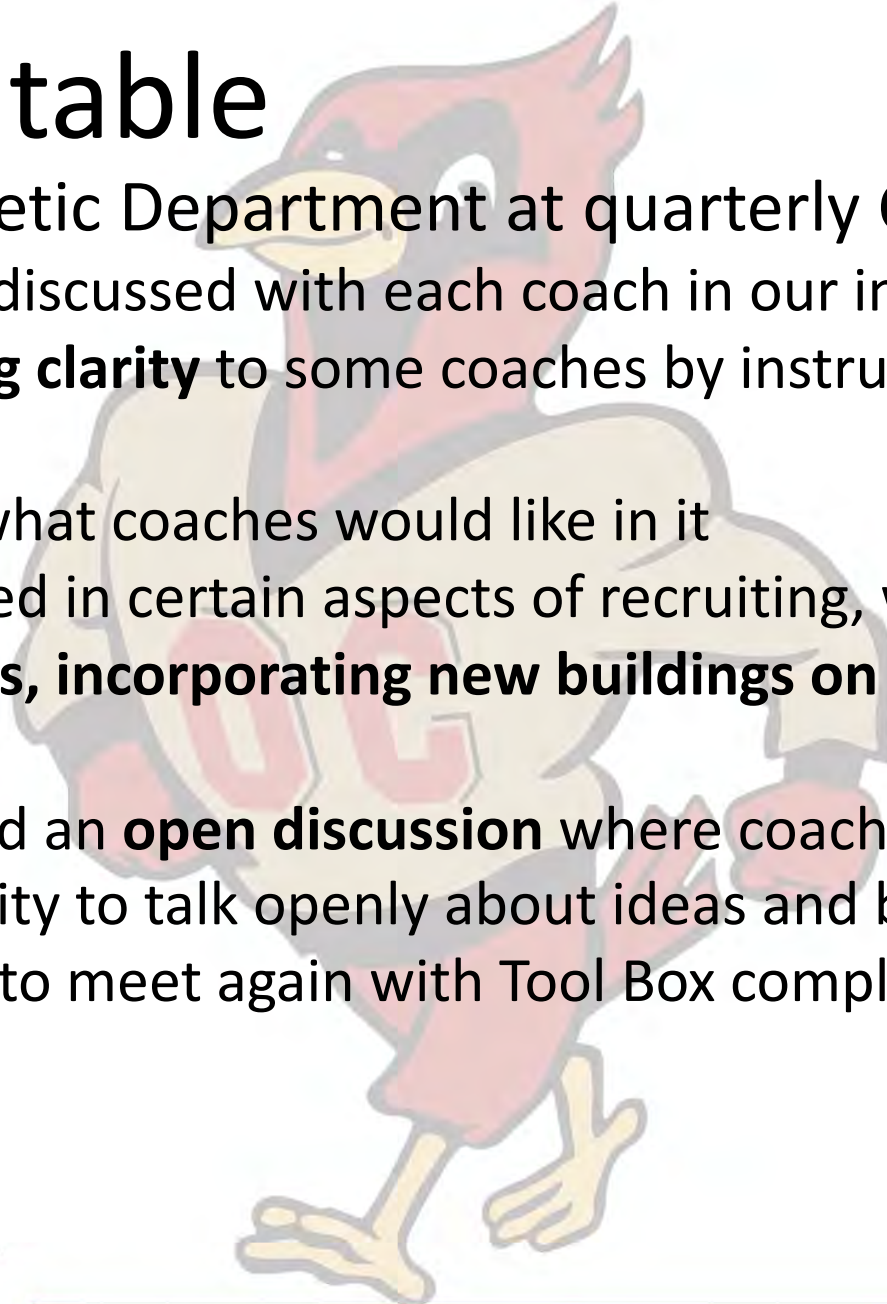 table
etic Department at quarterly
discussed with each coach in our in
g clarity to some coaches by instru
what coaches would like in it
ed in certain aspects of recruiting,
s, incorporating new buildings on
OC
d an open discussion where coach
ity to talk openly about ideas and b
to meet again with Tool Box compl